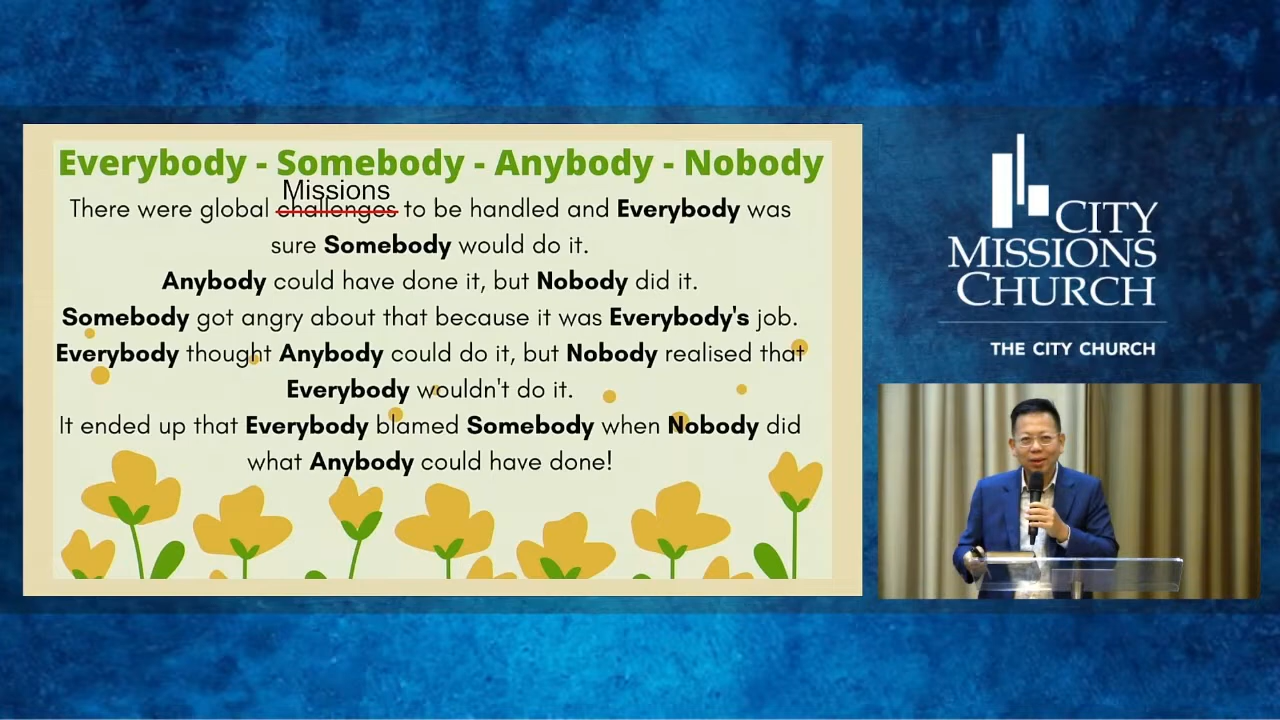 Everybody - Somebody - Anybody - Nobody
Missions
There were global challenges to be handled and Everybody was
sure Somebody would do it.
Anybody could have done it, but Nobody did it.
Somebody got angry about that because it was Everybody's job.
Everybody thought Anybody could do it, but Nobody realised that
Everybody wouldn't do it.
It ended up that Everybody blamed Somebody when Nobody did
what Anybody could have done!
CITY
MISSIONS
CHURCH
THE CITY CHURCH